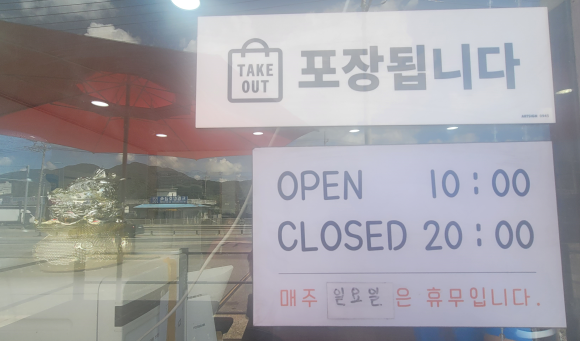 TAKE
OUT
포장됩니다
OPEN 10:00
CLOSED 20:00
매주 일요일은 휴무입니다.